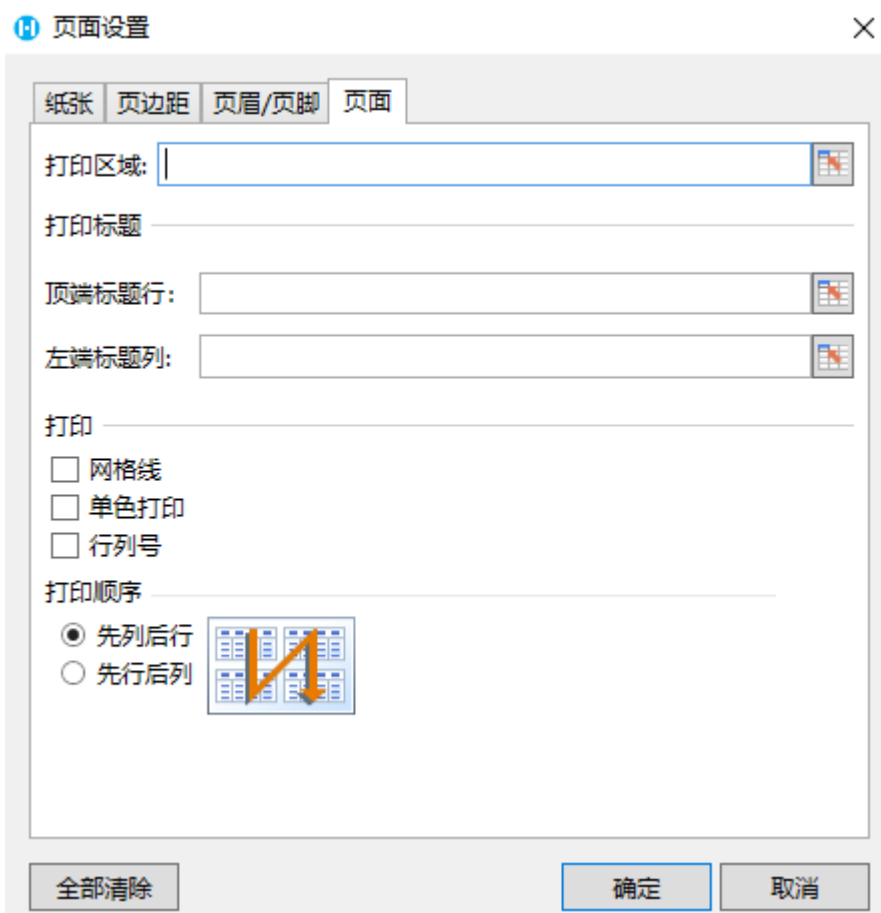 页面设置
纸张 页边距 页眉/页脚 页面
打印区域:
打印标题
顶端标题行:
左端标题列:
打印
网格线
单色打印
行列号
打印顺序
先列后行
先行后列
全部清除 确定 取消